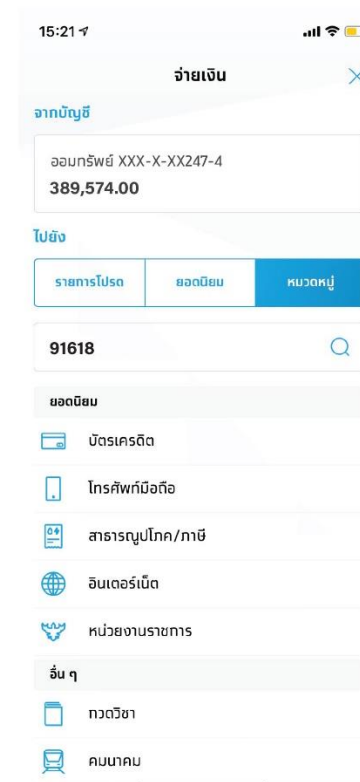 15:21
จ่ายเงิน
จากบัญชี
ออมทรัพย์ XXX-X-XX247-4
389,574.00
ไปยัง
รายการโปรด ยอดนิยม หมวดหมู่
91618
ยอดนิยม
บัตรเครดิต
โทรศัพท์มือถือ
สาธารณูปโภค/ภาษี
อินเตอร์เน็ต
หน่วยงานราชการ
อื่น ๆ
กวดวิชา
คมนาคม